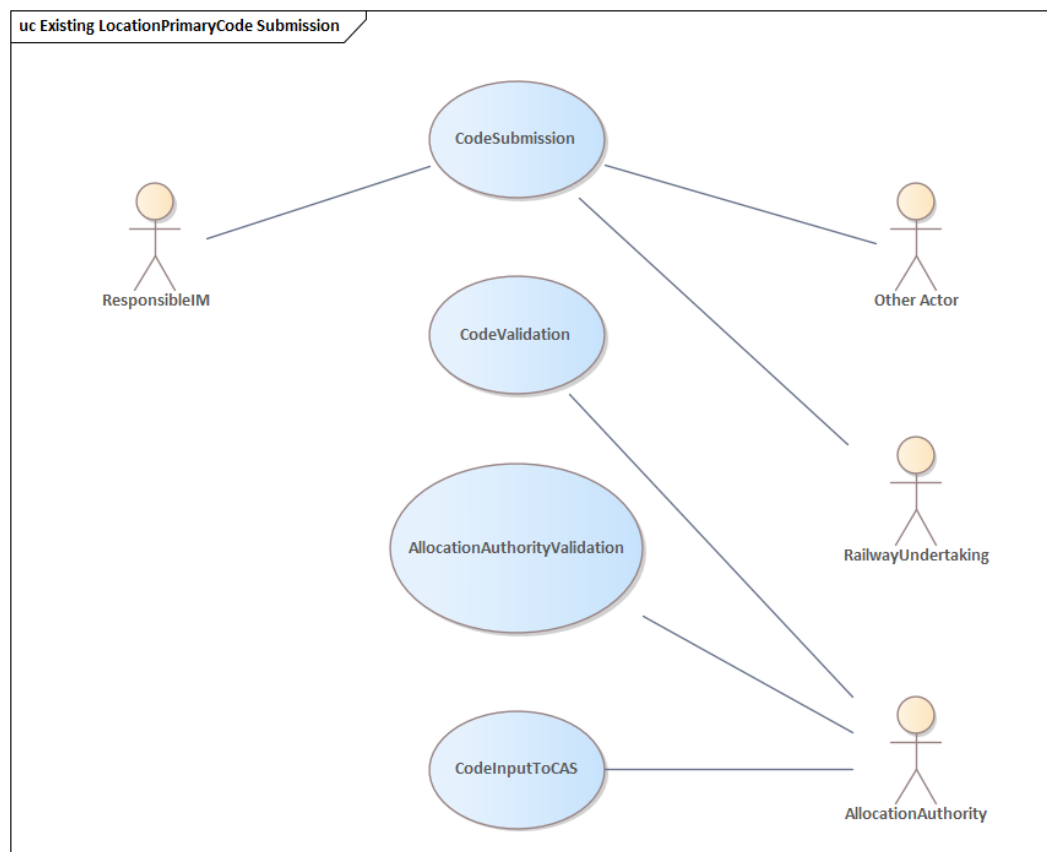 uc Existing LocationPrimaryCode Submission
CodeSubmission
ResponsibleIM
Other Actor
CodeValidation
AllocationAuthorityValidation
RailwayUndertaking
CodeInputToCAS
AllocationAuthority